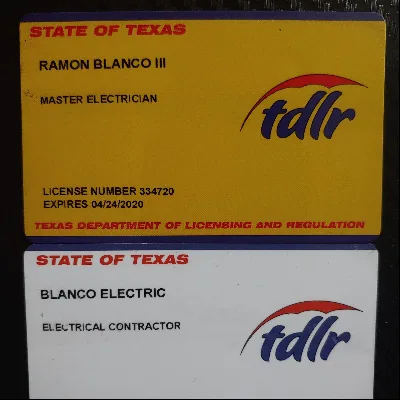 STATE OF TEXAS
RAMON BLANCO III
MASTER ELECTRICIAN
tdlr
LICENSE NUMBER 334720
EXPIRES 04/24/2020
TEXAS DEPARTMENT OF LICENSING AND REGULATION
STATE OF TEXAS
BLANCO ELECTRIC
ELECTRICAL CONTRACTOR
tdlr